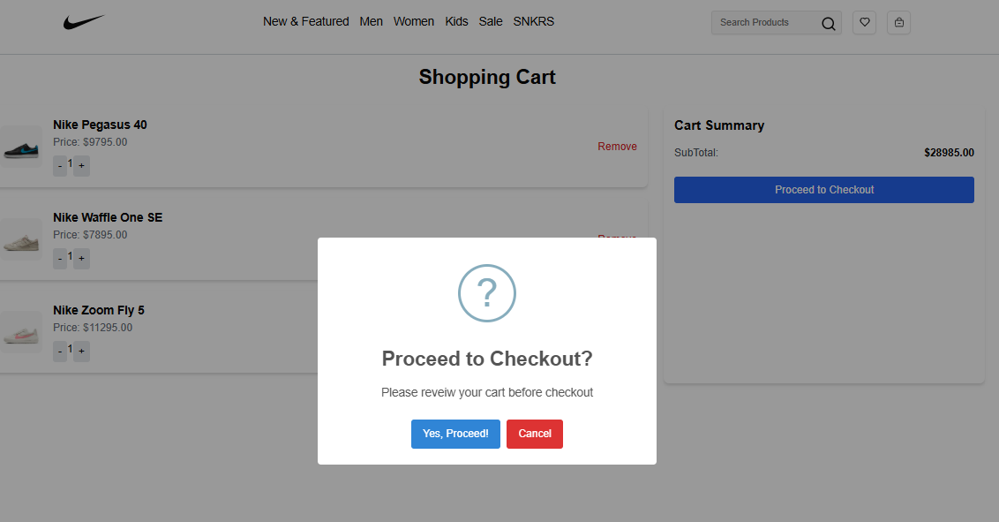 New & Featured Men Women Kids Sale SNKRS
Search Products
Shopping Cart
Nike Pegasus 40
Price: $9795.00
- 1 +
Remove
Nike Waffle One SE
Price: $7895.00
- 1 +
Remove
Nike Zoom Fly 5
Price: $11295.00
- 1 +
Cart Summary
SubTotal: $28985.00
Proceed to Checkout
?
Proceed to Checkout?
Please reveiw your cart before checkout
Yes, Proceed! Cancel